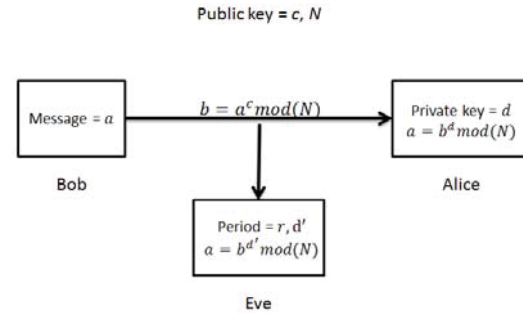 Public key = c, N
Message = a
b = a^c mod(N)
Private key = d
a = b^d mod(N)
Bob
Alice
Period = r, d'
a = b^d' mod(N)
Eve